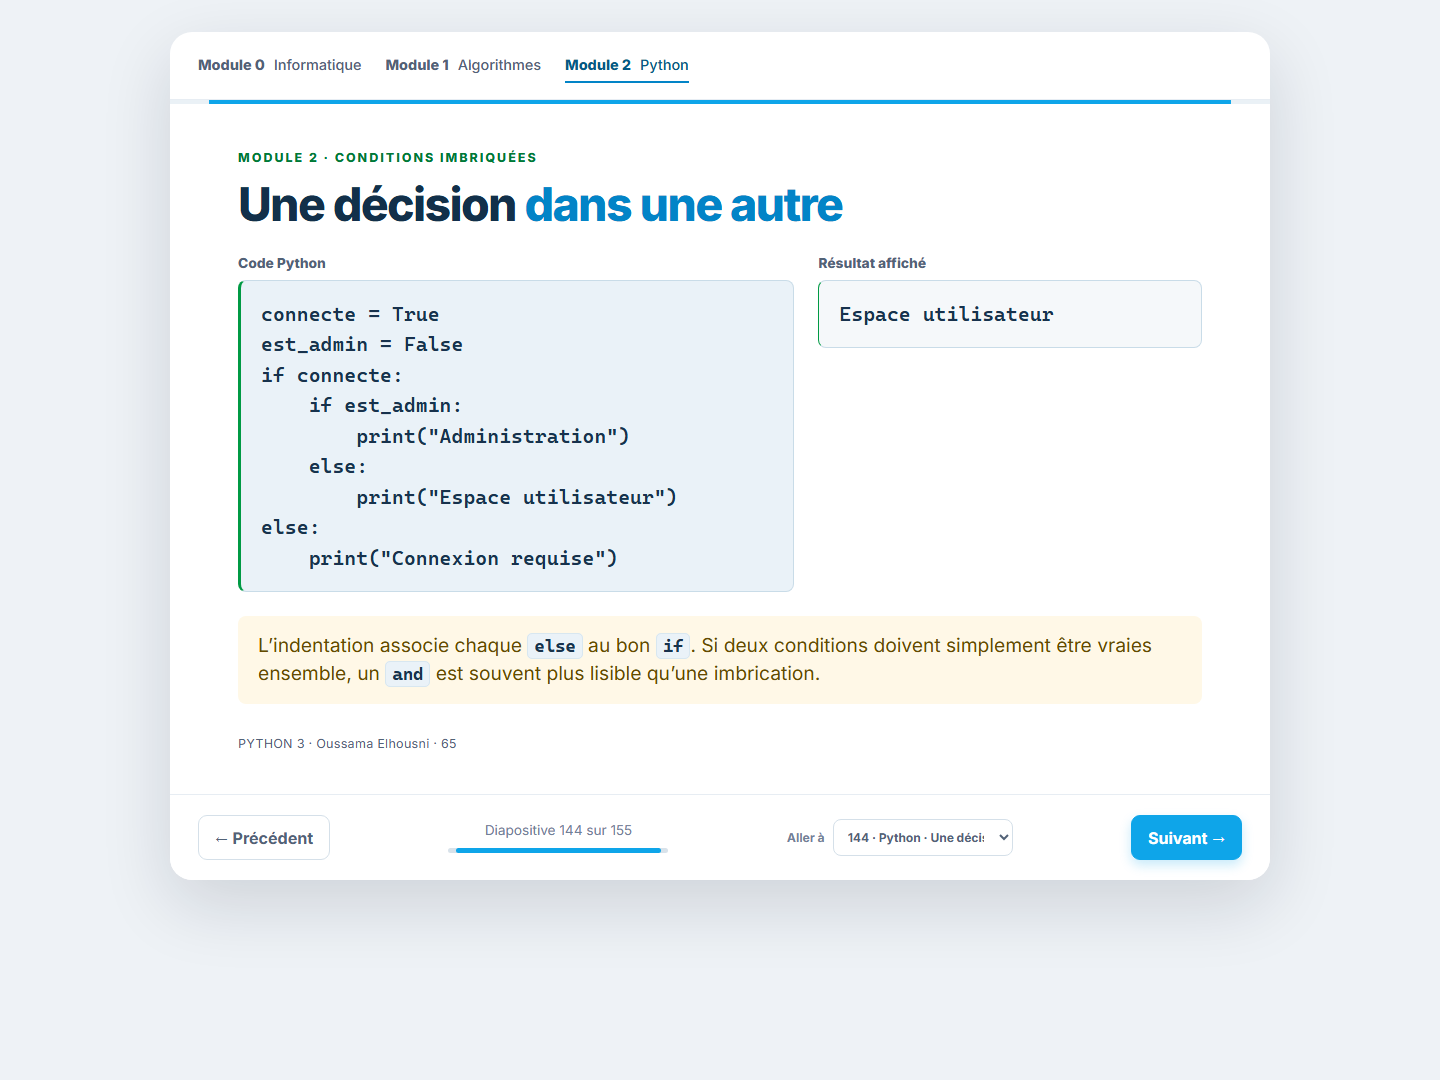 Module 0 Informatique Module 1 Algorithmes Module 2 Python
MODULE 2 · CONDITIONS IMBRIQUÉES
Une décision dans une autre
Code Python
connecte = True
est_admin = False
if connecte:
    if est_admin:
        print("Administration")
    else:
        print("Espace utilisateur")
else:
    print("Connexion requise")
Résultat affiché
Espace utilisateur
L’indentation associe chaque else au bon if. Si deux conditions doivent simplement être vraies
ensemble, un and est souvent plus lisible qu’une imbrication.
PYTHON 3 · Oussama Elhousni · 65
← Précédent
Diapositive 144 sur 155
Aller à 144 · Python · Une décis
Suivant →